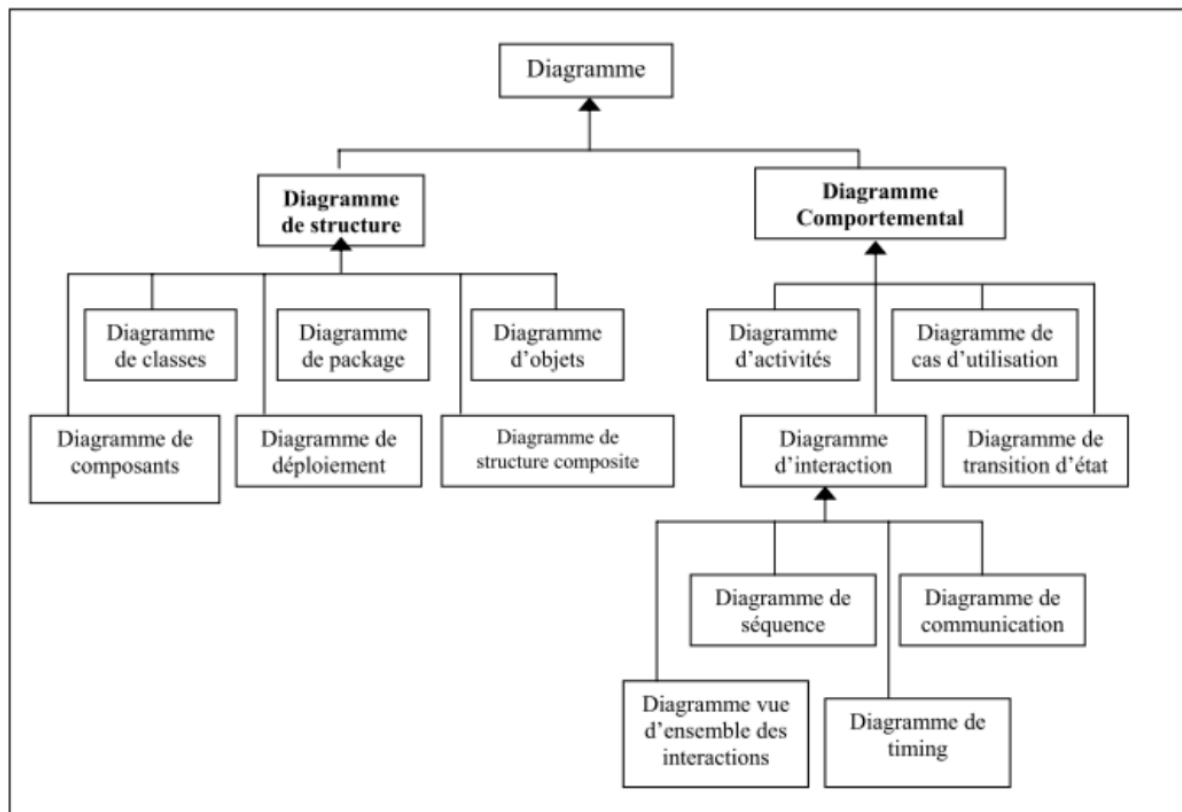 Diagramme
Diagramme
de structure
Diagramme
Comportemental
Diagramme
de classes
Diagramme
de package
Diagramme
d’objets
Diagramme
d’activités
Diagramme de
cas d’utilisation
Diagramme de
composants
Diagramme de
déploiement
Diagramme de
structure composite
Diagramme
d’interaction
Diagramme de
transition d’état
Diagramme de
séquence
Diagramme de
communication
Diagramme vue
d’ensemble des
interactions
Diagramme de
timing